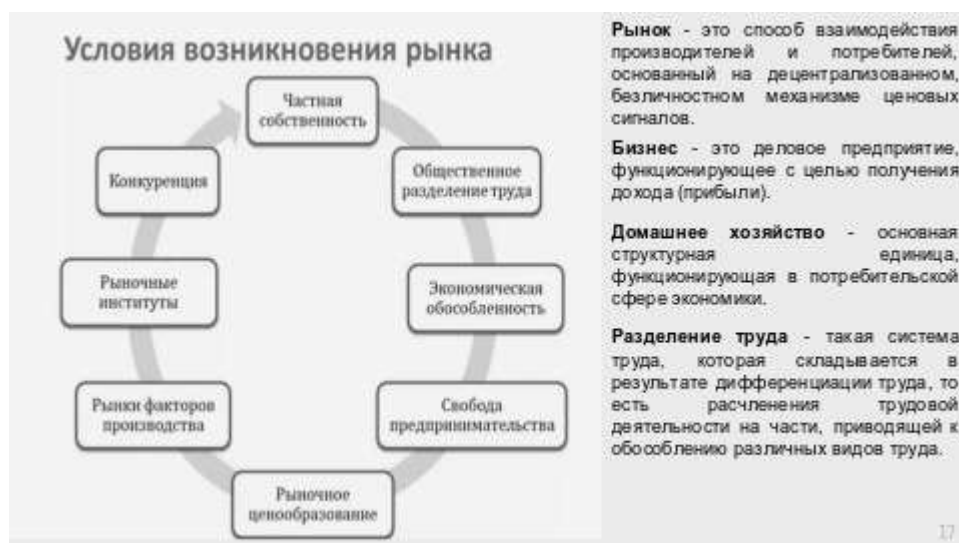 Условия возникновения рынка
Частная
собственность
Общественное
разделение труда
Экономическая
обособленность
Свобода
предпринимательства
Рыночное
ценообразование
Рынки факторов
производства
Рыночные
институты
Конкуренция
Рынок - это способ взаимодействия
производителей и потребителей,
основанный на децентрализованном,
безличностном механизме ценовых
сигналов.
Бизнес - это деловое предприятие,
функционирующее с целью получения
дохода (прибыли).
Домашнее хозяйство - основная
структурная единица,
функционирующая в потребительской
сфере экономики.
Разделение труда - такая система
труда, которая складывается в
результате дифференциации труда, то
есть расчленения трудовой
деятельности на части, приводящей к
обособлению различных видов труда.
17